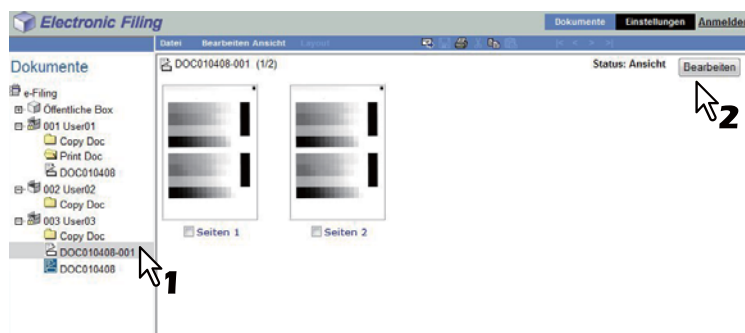 Electronic Filing
Dokumente Einstellungen Anmelden
Datei Bearbeiten Ansicht Layout
Dokumente
DOC010408-001 (1/2)
Status: Ansicht
Bearbeiten
2
e-Filing
Öffentliche Box
001 User01
Copy Doc
Print Doc
DOC010408
002 User02
Copy Doc
003 User03
Copy Doc
DOC010408-001
DOC010408
1
Seiten 1
Seiten 2